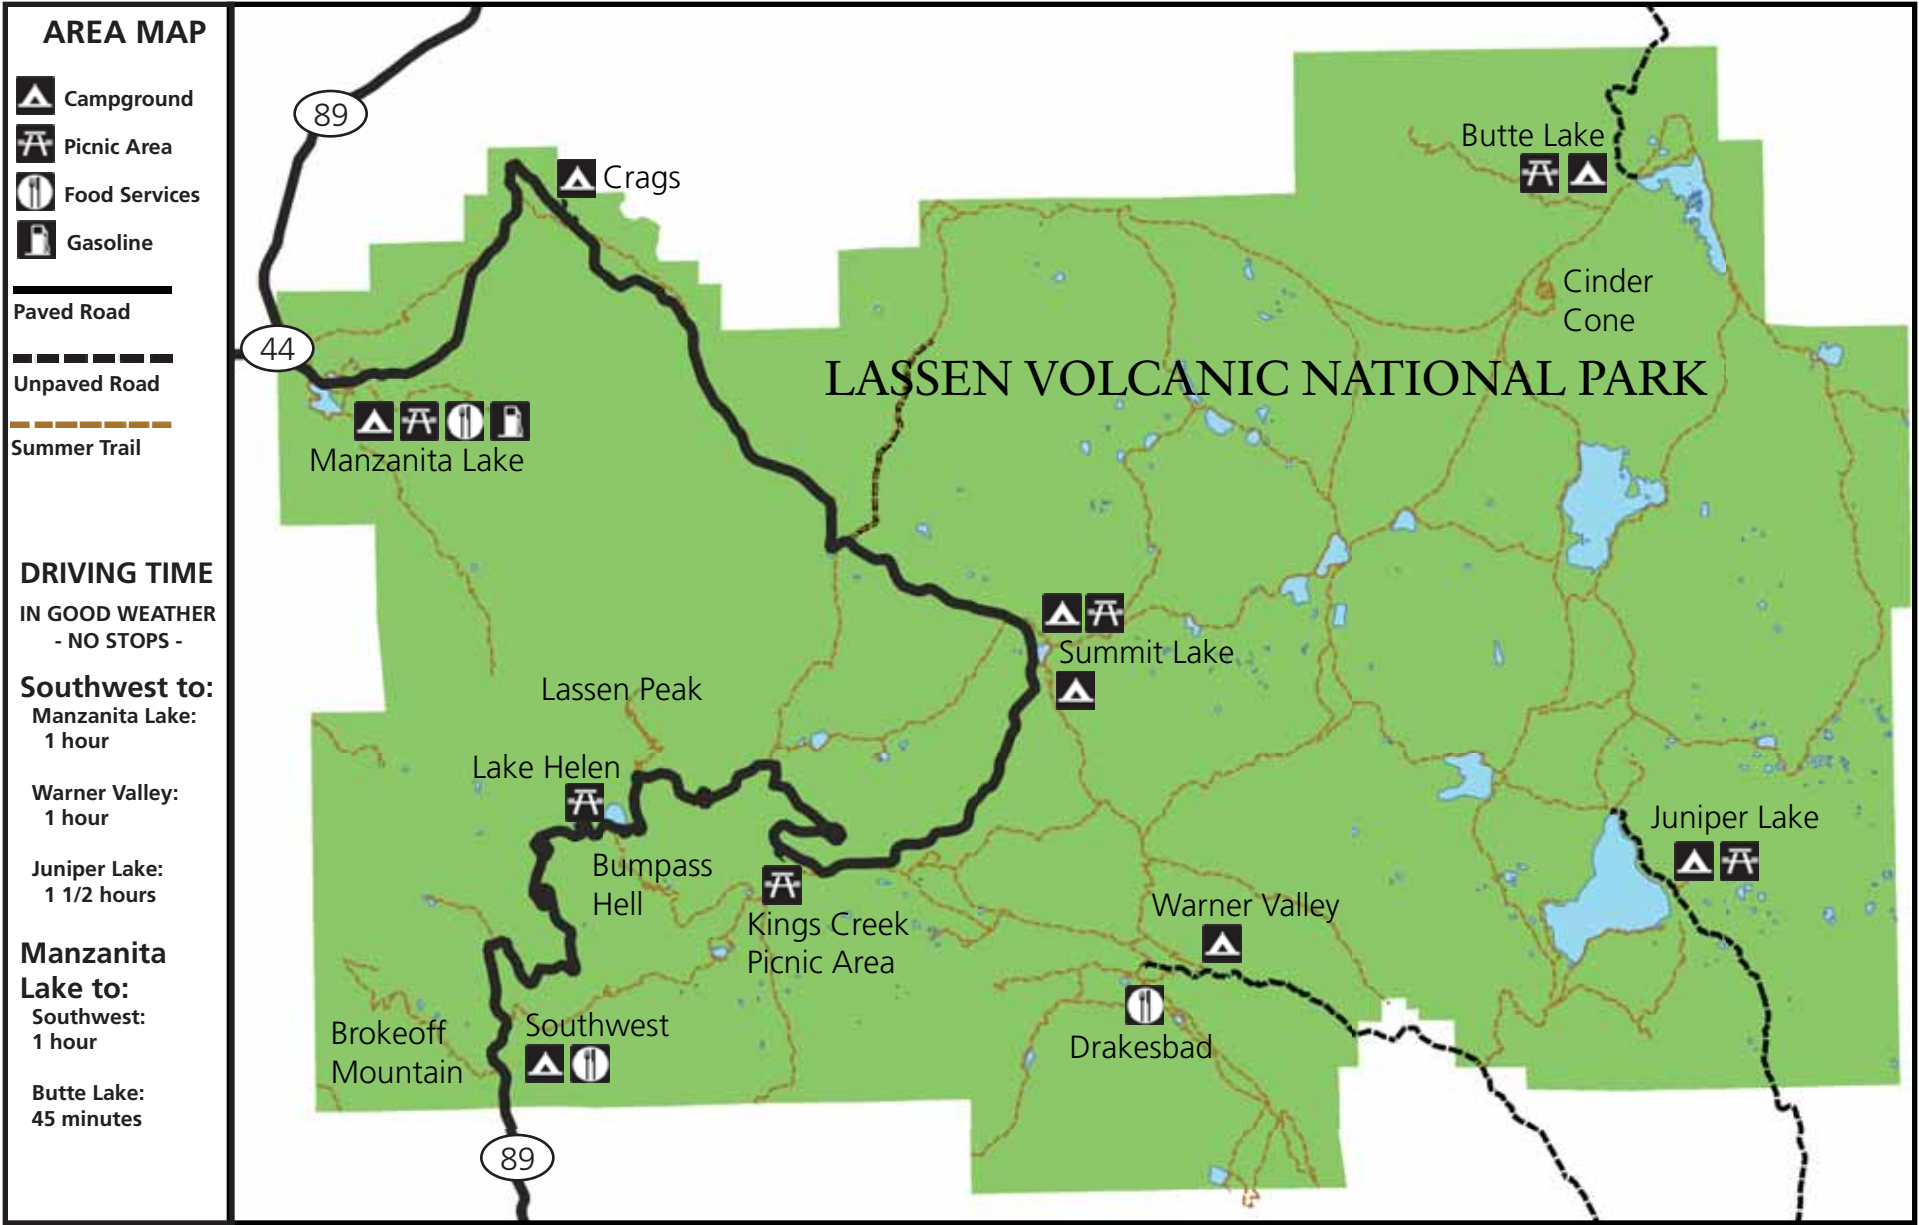 AREA MAP
Campground
Picnic Area
Food Services
Gasoline
Paved Road
Unpaved Road
Summer Trail
DRIVING TIME
IN GOOD WEATHER
- NO STOPS -
Southwest to:
Manzanita Lake:
1 hour
Warner Valley:
1 hour
Juniper Lake:
1 1/2 hours
Manzanita
Lake to:
Southwest:
1 hour
Butte Lake:
45 minutes
89
44
Crags
Butte Lake
Cinder
Cone
LASSEN VOLCANIC NATIONAL PARK
Manzanita Lake
Summit Lake
Lassen Peak
Lake Helen
Bumpass
Hell
Kings Creek
Picnic Area
Juniper Lake
Warner Valley
Drakesbad
Southwest
Brokeoff
Mountain
89